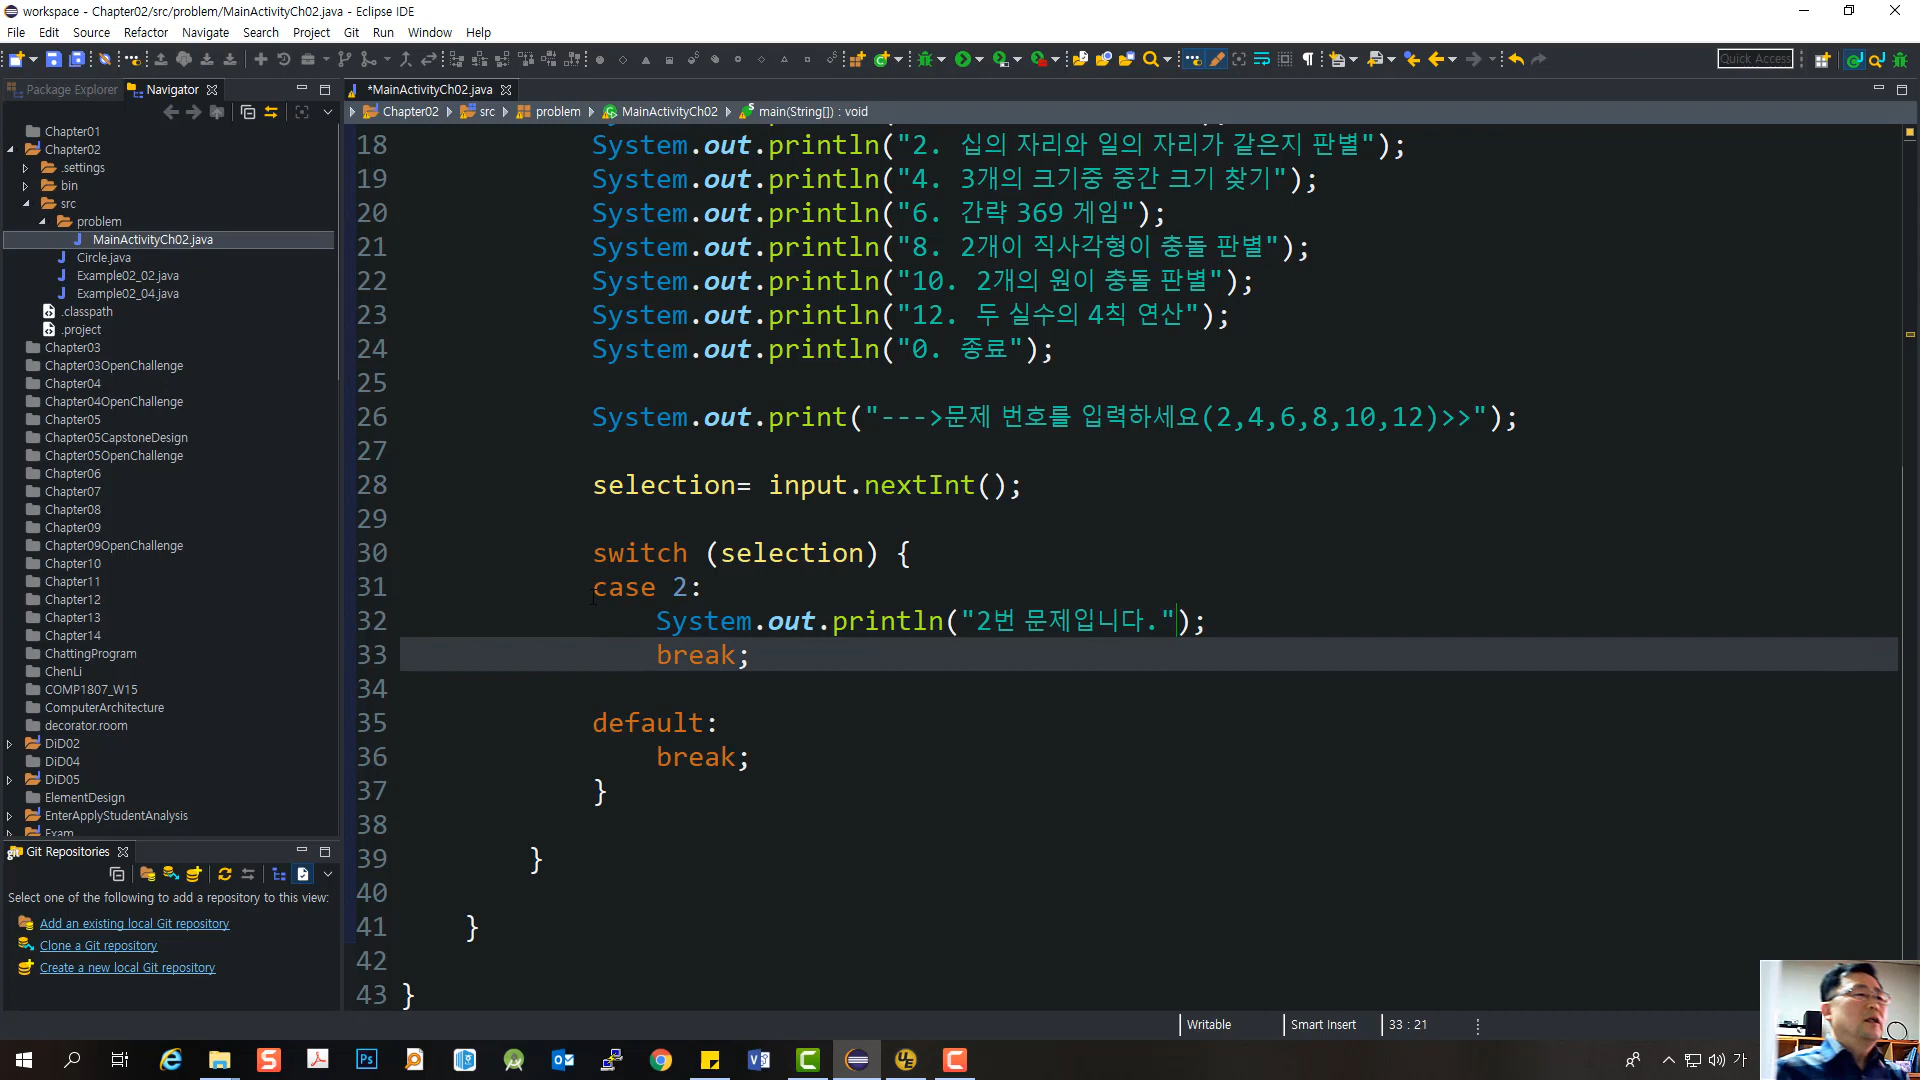 workspace - Chapter02/src/problem/MainActivityCh02.java - Eclipse IDE
File Edit Source Refactor Navigate Search Project Git Run Window Help
Quick Access
Package Explorer Navigator
*MainActivityCh02.java
Chapter02 src problem MainActivityCh02 main(String[]) : void
Chapter01
Chapter02
.settings
bin
src
problem
MainActivityCh02.java
Circle.java
Example02_02.java
Example02_04.java
.classpath
.project
Chapter03
Chapter03OpenChallenge
Chapter04
Chapter04OpenChallenge
Chapter05
Chapter05CapstoneDesign
Chapter05OpenChallenge
Chapter06
Chapter07
Chapter08
Chapter09
Chapter09OpenChallenge
Chapter10
Chapter11
Chapter12
Chapter13
Chapter14
ChattingProgram
ChenLi
COMP1807_W15
ComputerArchitecture
decorator.room
DiD02
DiD04
DiD05
ElementDesign
EnterApplyStudentAnalysis
Exam
Git Repositories
Select one of the following to add a repository to this view:
Add an existing local Git repository
Clone a Git repository
Create a new local Git repository
18 System.out.println("2. 십의 자리와 일의 자리가 같은지 판별");
19 System.out.println("4. 3개의 크기중 중간 크기 찾기");
20 System.out.println("6. 간략 369 게임");
21 System.out.println("8. 2개이 직사각형이 충돌 판별");
22 System.out.println("10. 2개의 원이 충돌 판별");
23 System.out.println("12. 두 실수의 4칙 연산");
24 System.out.println("0. 종료");
25
26 System.out.print("--->문제 번호를 입력하세요(2,4,6,8,10,12)>>");
27
28 selection= input.nextInt();
29
30 switch (selection) {
31 case 2:
32 System.out.println("2번 문제입니다.");
33 break;
34
35 default:
36 break;
37 }
38
39 }
40
41 }
42
43 }
Writable Smart Insert 33 : 21
가